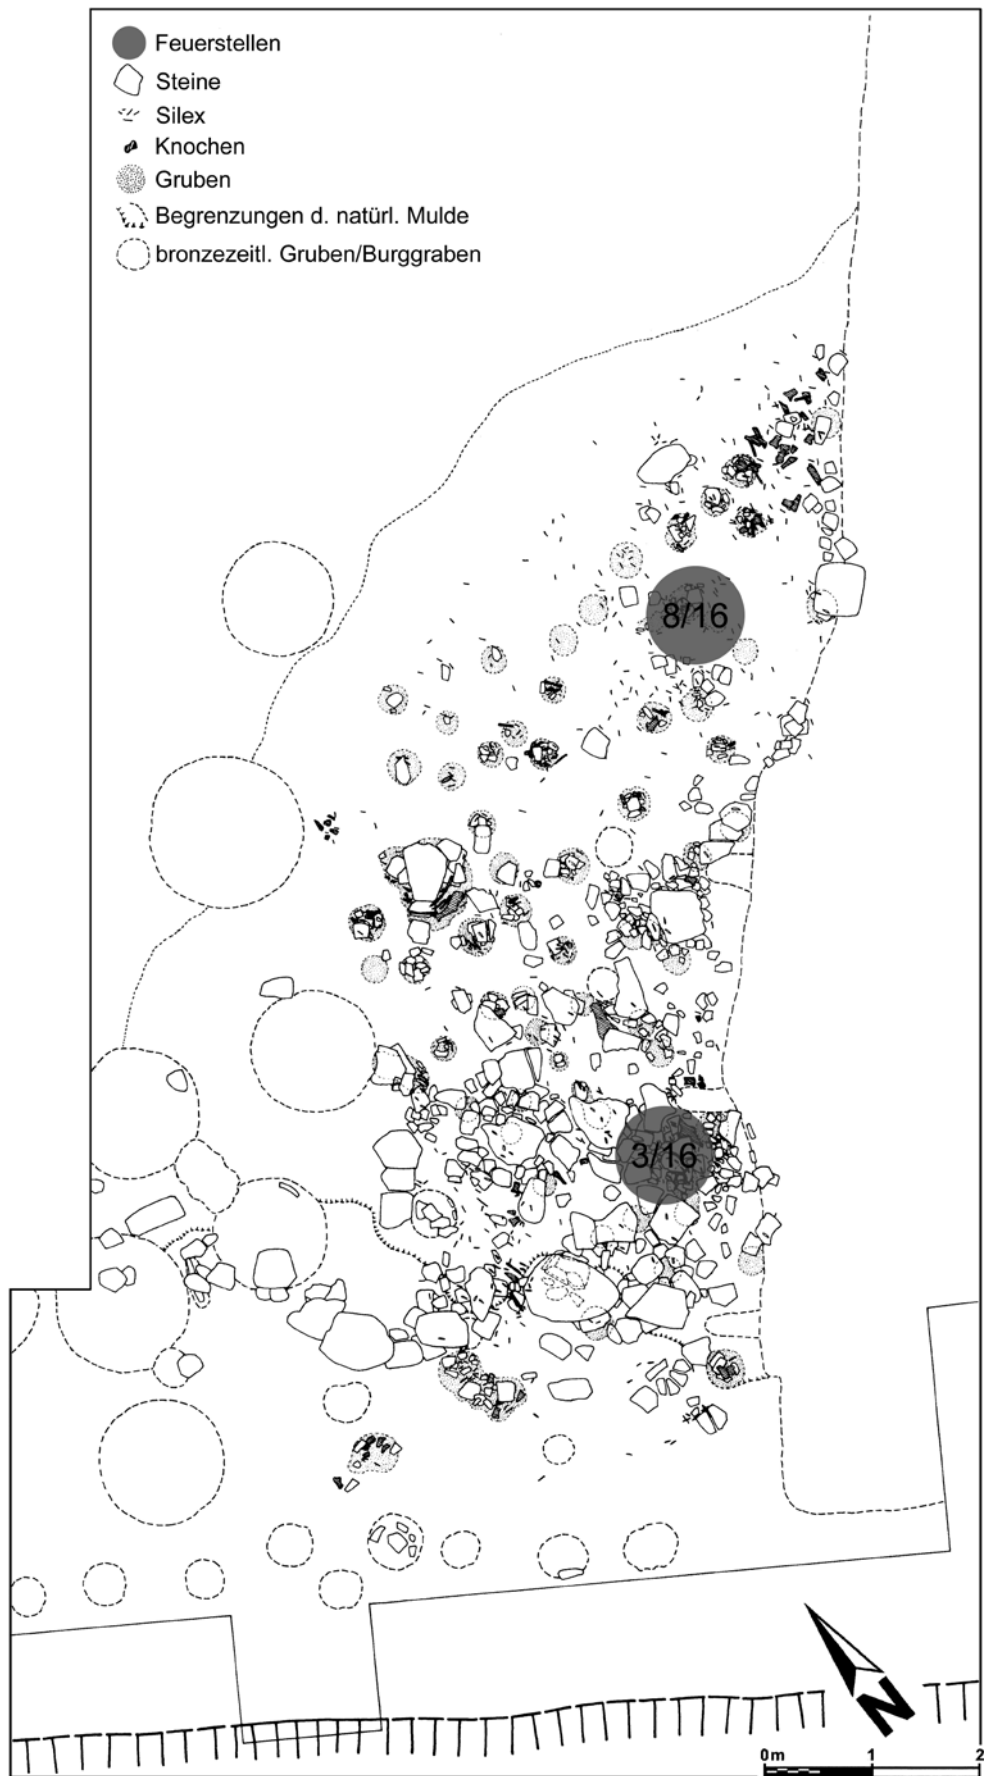 Feuerstellen
Steine
Silex
Knochen
Gruben
Begrenzungen d. natürl. Mulde
bronzezeitl. Gruben/Burggraben
8/16
3/16
N
0m 1 2